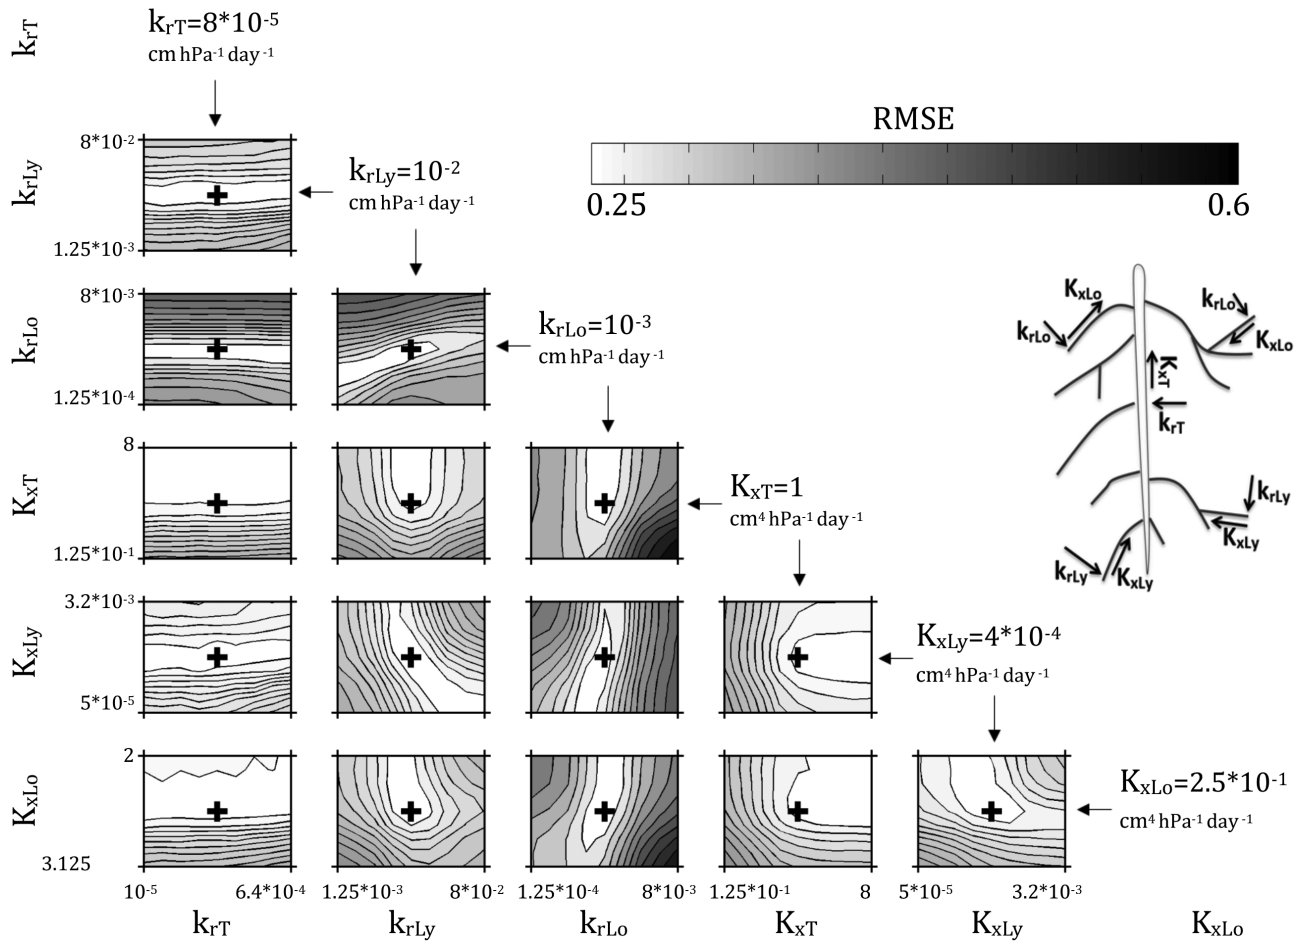 k_rT
k_rT=8*10^-5
cm hPa^-1 day^-1
RMSE
0.25 0.6
k_rLy
8*10^-2
1.25*10^-3
k_rLy=10^-2
cm hPa^-1 day^-1
k_rLo
8*10^-3
1.25*10^-4
k_rLo=10^-3
cm hPa^-1 day^-1
K_xLo
k_rLo
k_rLo
K_xLo
K_xT
k_rT
k_rLy
K_xLy
k_rLy
K_xLy
K_xT
8
1.25*10^-1
K_xT=1
cm^4 hPa^-1 day^-1
K_xLy
3.2*10^-3
5*10^-5
K_xLy=4*10^-4
cm^4 hPa^-1 day^-1
K_xLo
2
3.125
K_xLo=2.5*10^-1
cm^4 hPa^-1 day^-1
10^-5 6.4*10^-4 1.25*10^-3 8*10^-2 1.25*10^-4 8*10^-3 1.25*10^-1 8 5*10^-5 3.2*10^-3
k_rT k_rLy k_rLo K_xT K_xLy K_xLo